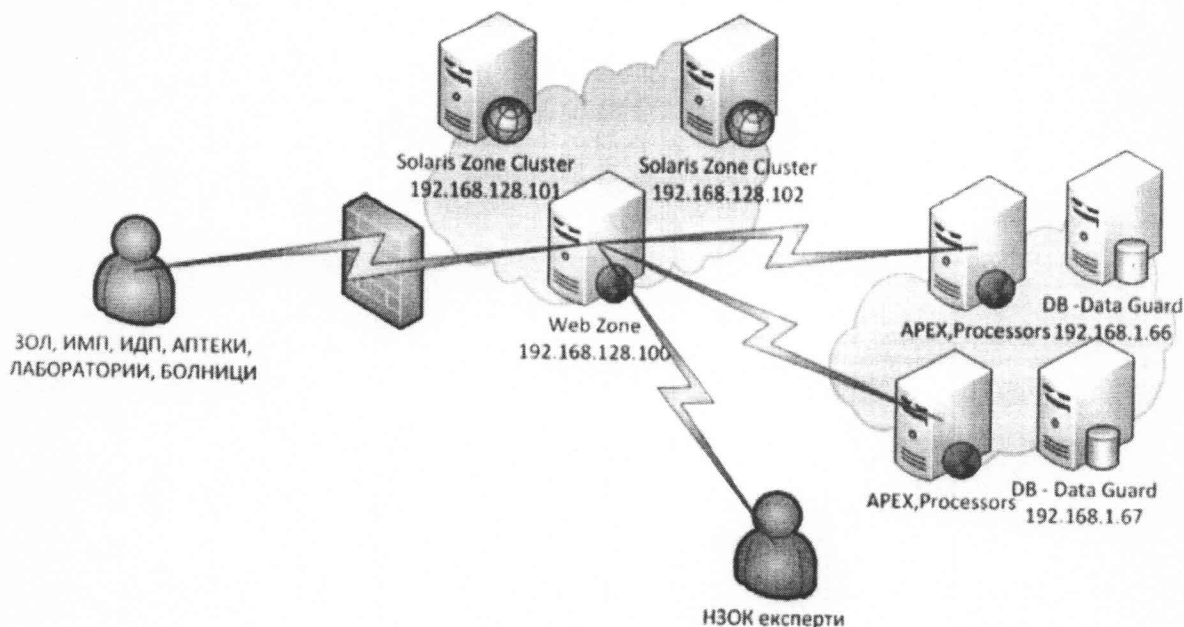 Solaris Zone Cluster
192.168.128.101
Solaris Zone Cluster
192.168.128.102
ЗОЛ, ИМП, ИДП, АПТЕКИ,
ЛАБОРАТОРИИ, БОЛНИЦИ
Web Zone
192.168.128.100
APEX,Processors
DB -Data Guard
192.168.1.66
APEX,Processors
DB - Data Guard
192.168.1.67
НЗОК експерти